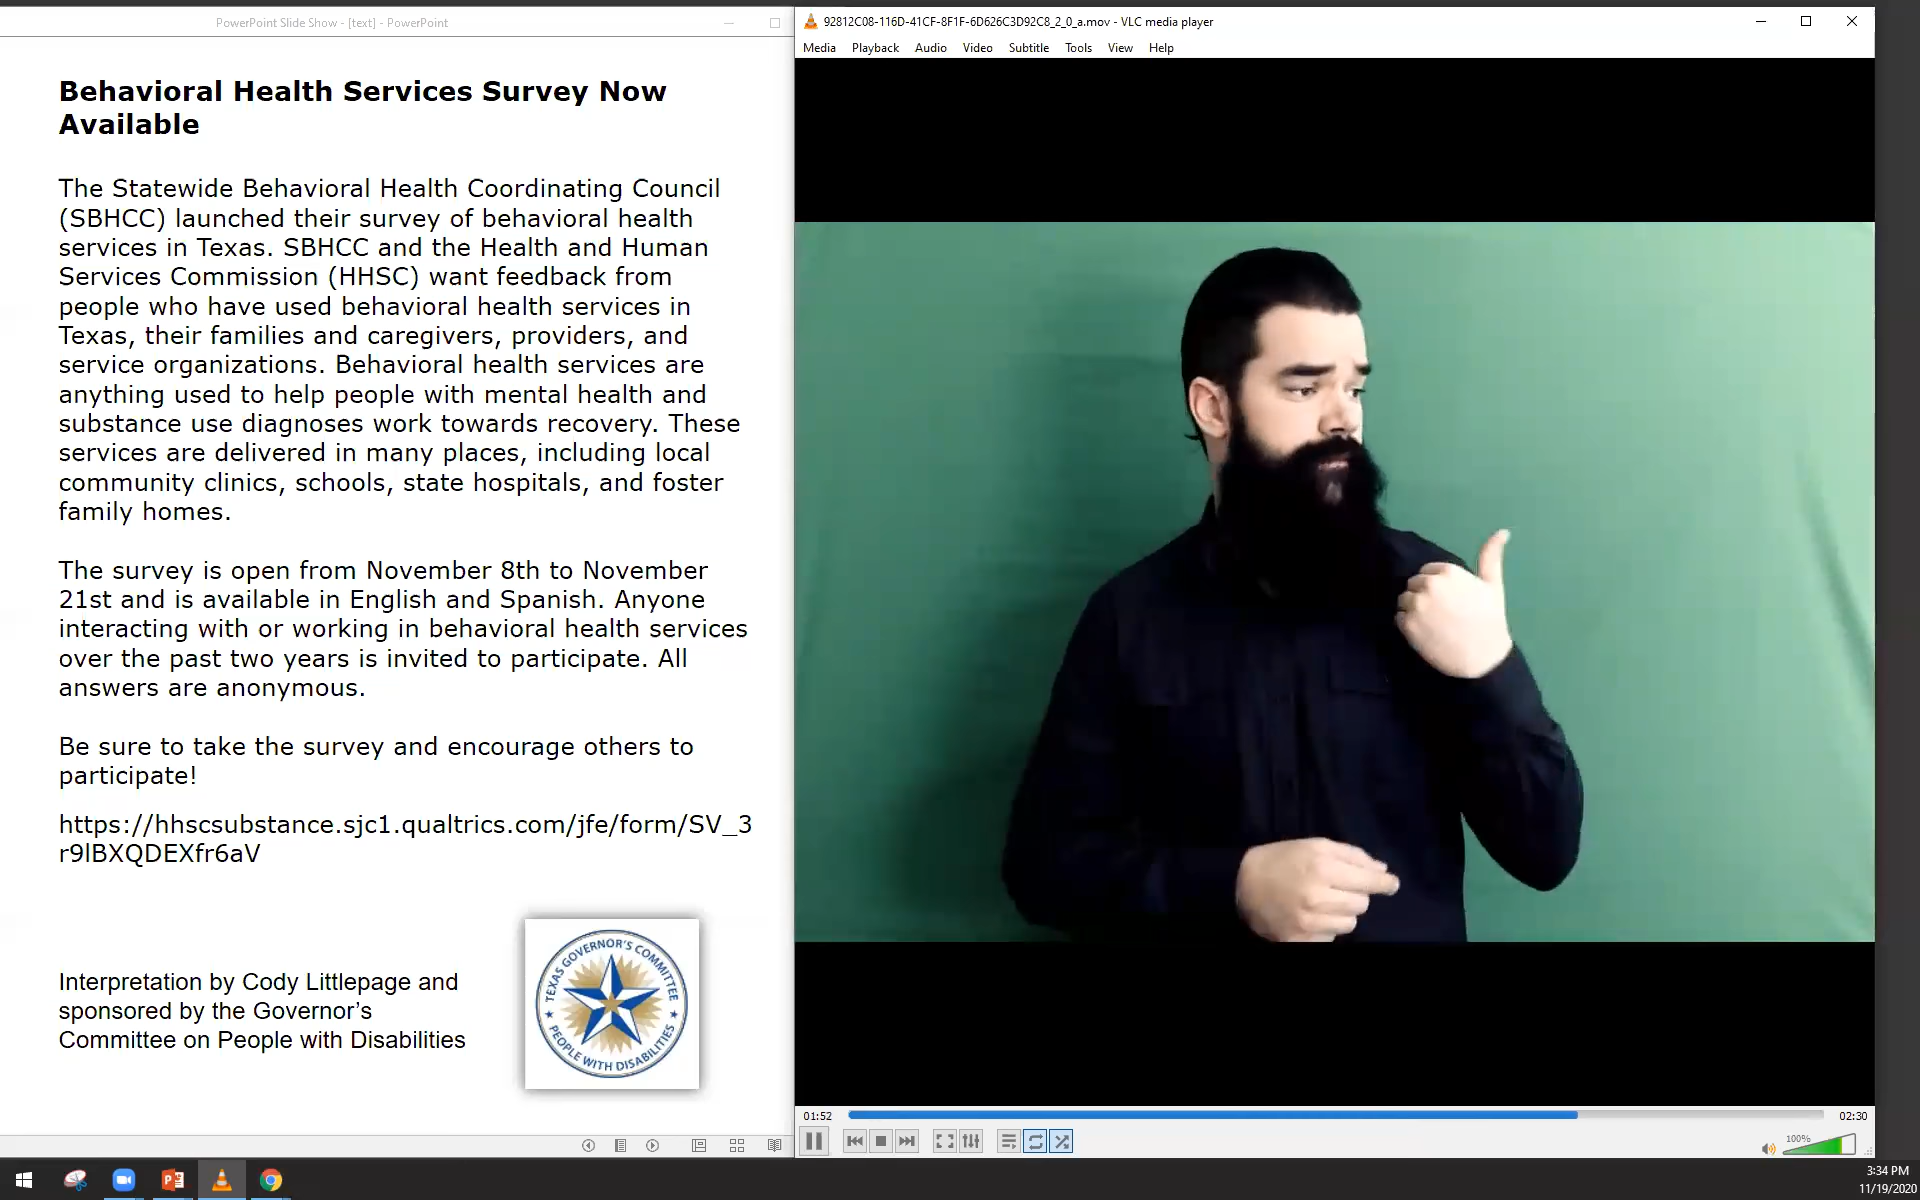 PowerPoint Slide Show - [text] - PowerPoint
Behavioral Health Services Survey Now
Available
The Statewide Behavioral Health Coordinating Council
(SBHCC) launched their survey of behavioral health
services in Texas. SBHCC and the Health and Human
Services Commission (HHSC) want feedback from
people who have used behavioral health services in
Texas, their families and caregivers, providers, and
service organizations. Behavioral health services are
anything used to help people with mental health and
substance use diagnoses work towards recovery. These
services are delivered in many places, including local
community clinics, schools, state hospitals, and foster
family homes.
The survey is open from November 8th to November
21st and is available in English and Spanish. Anyone
interacting with or working in behavioral health services
over the past two years is invited to participate. All
answers are anonymous.
Be sure to take the survey and encourage others to
participate!
https://hhscsubstance.sjc1.qualtrics.com/jfe/form/SV_3
r9lBXQDEXfr6aV
Interpretation by Cody Littlepage and
sponsored by the Governor’s
Committee on People with Disabilities
TEXAS GOVERNOR'S COMMITTEE
PEOPLE WITH DISABILITIES
92812C08-116D-41CF-8F1F-6D626C3D92C8_2_0_a.mov - VLC media player
Media Playback Audio Video Subtitle Tools View Help
01:52
02:30
100%
3:34 PM
11/19/2020